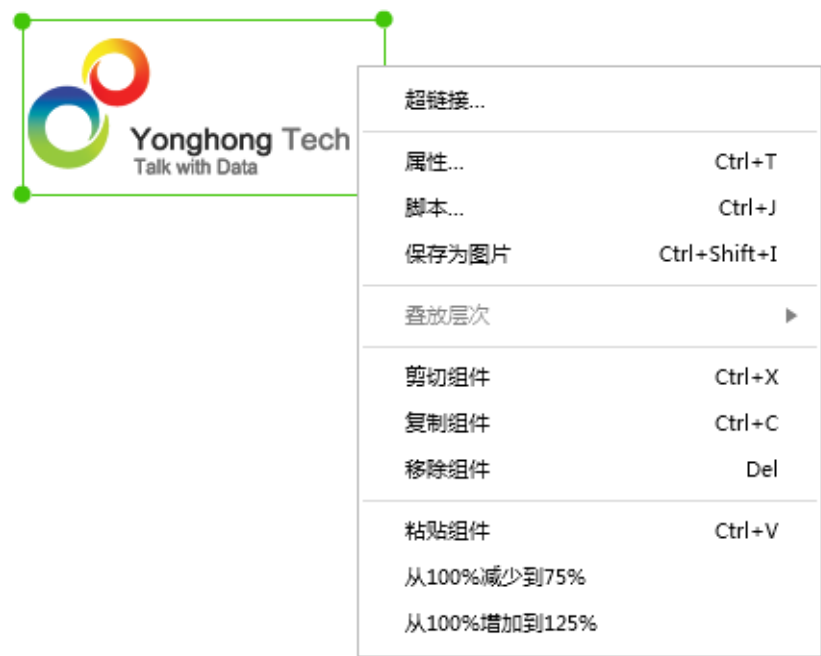 Yonghong Tech
Talk with Data
超链接...
属性... Ctrl+T
脚本... Ctrl+J
保存为图片 Ctrl+Shift+I
叠放层次
剪切组件 Ctrl+X
复制组件 Ctrl+C
移除组件 Del
粘贴组件 Ctrl+V
从100%减少到75%
从100%增加到125%